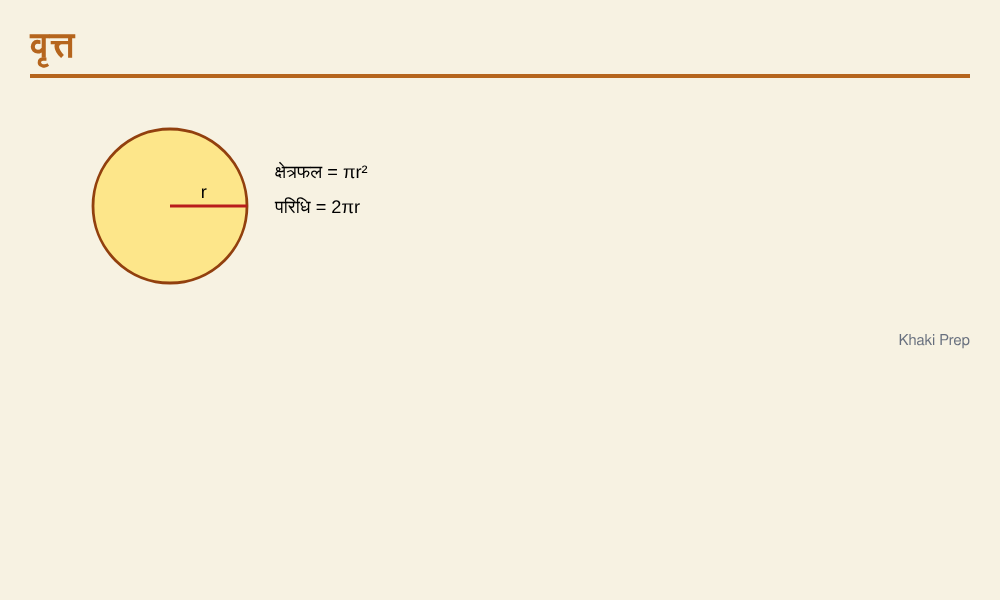 वृत्त
r
क्षेत्रफल = πr²
परिधि = 2πr
Khaki Prep